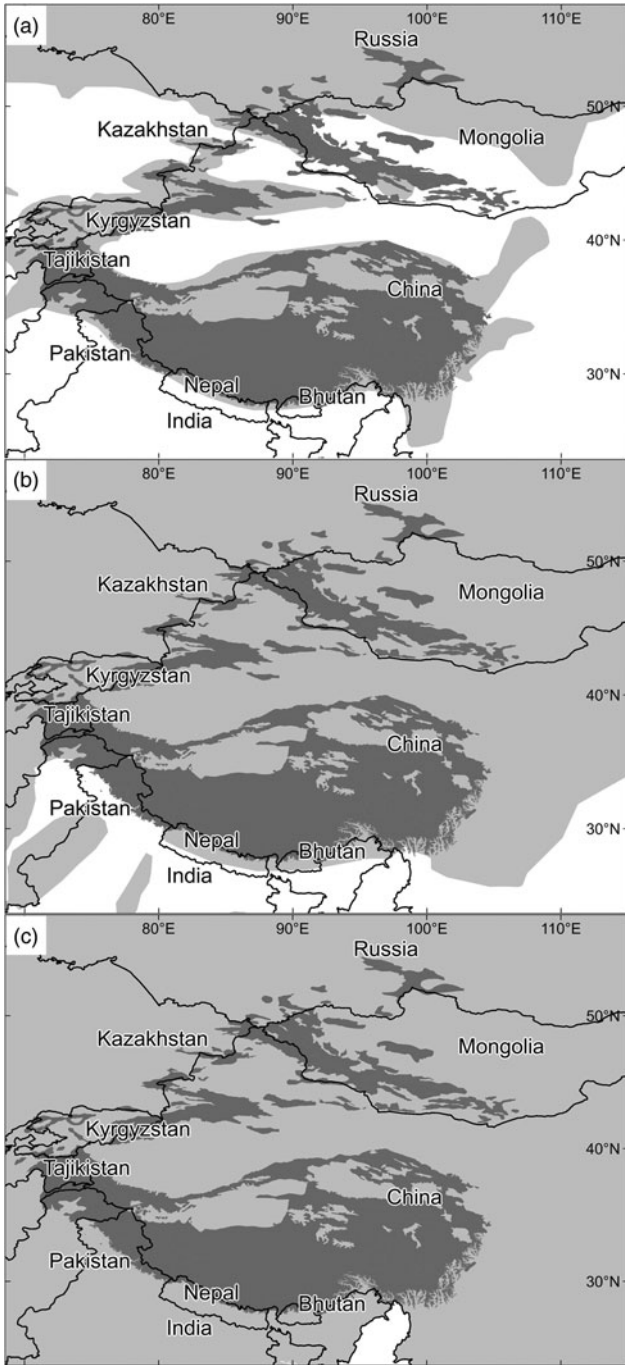 (a)
80°E 90°E 100°E 110°E
Russia
50°N
Kazakhstan
Mongolia
Kyrgyzstan
40°N
Tajikistan
China
Pakistan
30°N
Nepal
Bhutan
India
(b)
80°E 90°E 100°E 110°E
Russia
50°N
Kazakhstan
Mongolia
Kyrgyzstan
40°N
Tajikistan
China
Pakistan
30°N
Nepal
Bhutan
India
(c)
80°E 90°E 100°E 110°E
Russia
50°N
Kazakhstan
Mongolia
Kyrgyzstan
40°N
Tajikistan
China
Pakistan
30°N
Nepal
Bhutan
India